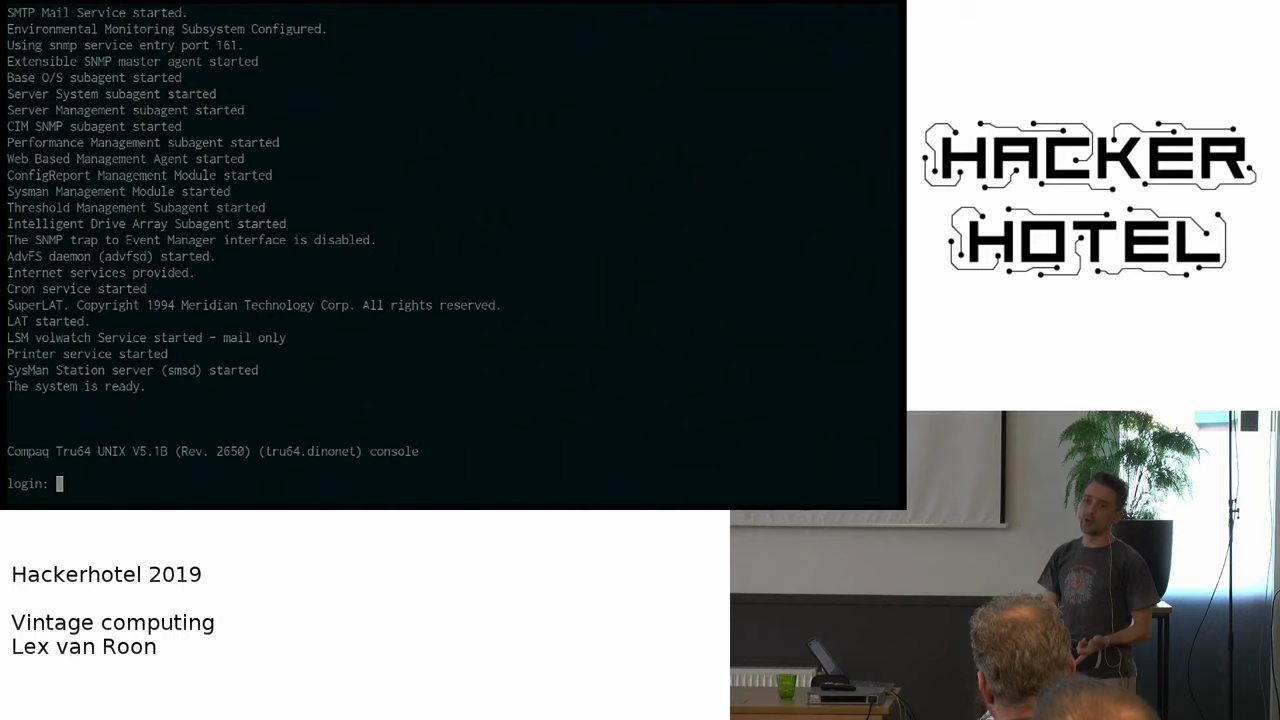 SMTP Mail Service started.
Environmental Monitoring Subsystem Configured.
Using snmp service entry port 161.
Extensible SNMP master agent started
Base O/S subagent started
Server System subagent started
Server Management subagent started
CIM SNMP subagent started
Performance Management subagent started
Web Based Management Agent started
ConfigReport Management Module started
Sysman Management Module started
Threshold Management Subagent started
Intelligent Drive Array Subagent started
The SNMP trap to Event Manager interface is disabled.
AdvFS daemon (advfsd) started.
Internet services provided.
Cron service started
SuperLAT. Copyright 1994 Meridian Technology Corp. All rights reserved.
LAT started.
LSM volwatch Service started - mail only
Printer service started
SysMan Station server (smsd) started
The system is ready.
Compaq Tru64 UNIX V5.1B (Rev. 2650) (tru64.dinonet) console
login:
HACKER
HOTEL
Hackerhotel 2019
Vintage computing
Lex van Roon